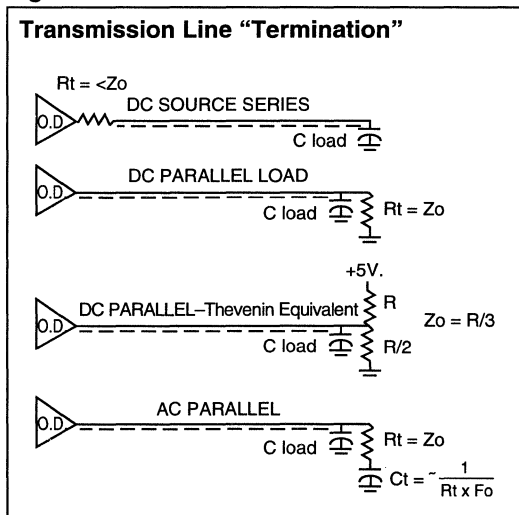 Transmission Line “Termination”
Rt = <Zo
O.D
DC SOURCE SERIES
C load
O.D
DC PARALLEL LOAD
C load
Rt = Zo
+5V.
O.D
DC PARALLEL–Thevenin Equivalent
R
Zo = R/3
C load
R/2
O.D
AC PARALLEL
C load
Rt = Zo
Ct = ~ 1
Rt x Fo